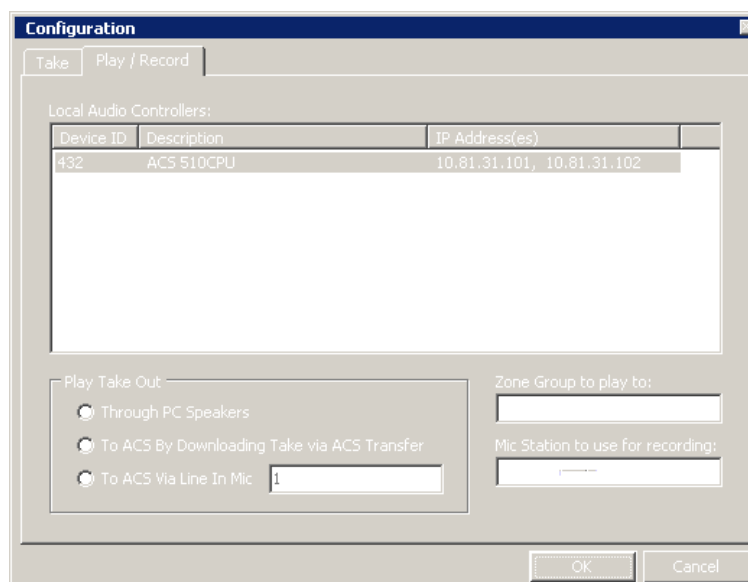 Configuration
Take
Play / Record
Local Audio Controllers:
Device ID Description IP Address(es)
432 ACS 510CPU 10.81.31.101, 10.81.31.102
Play Take Out
Through PC Speakers
To ACS By Downloading Take via ACS Transfer
To ACS Via Line In Mic 1
Zone Group to play to:
Mic Station to use for recording:
OK
Cancel